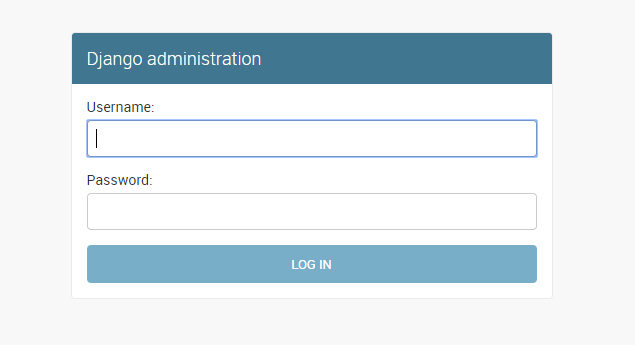 Django administration
Username:
Password:
LOG IN